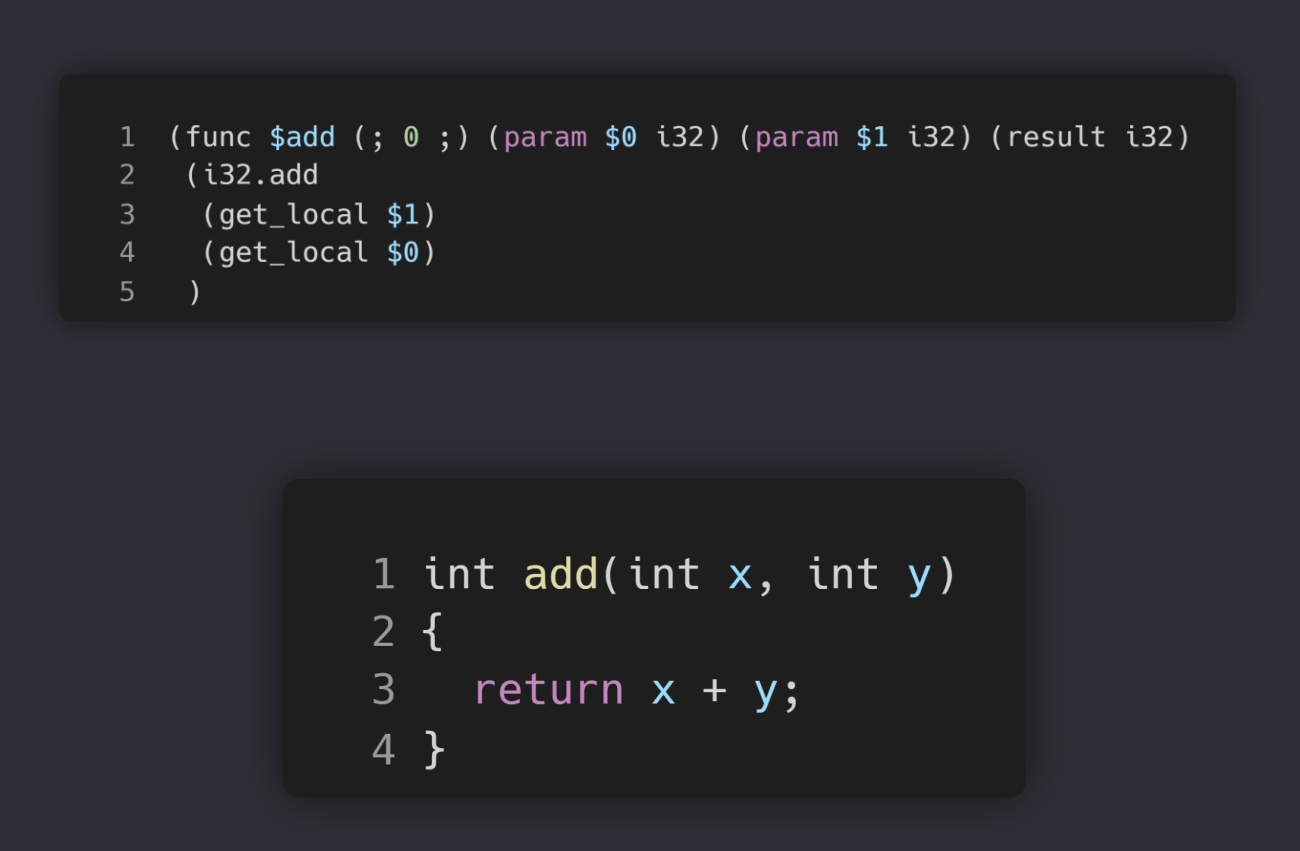 1 (func $add (; 0 ;) (param $0 i32) (param $1 i32) (result i32)
2  (i32.add
3   (get_local $1)
4   (get_local $0)
5  )
1 int add(int x, int y)
2 {
3   return x + y;
4 }